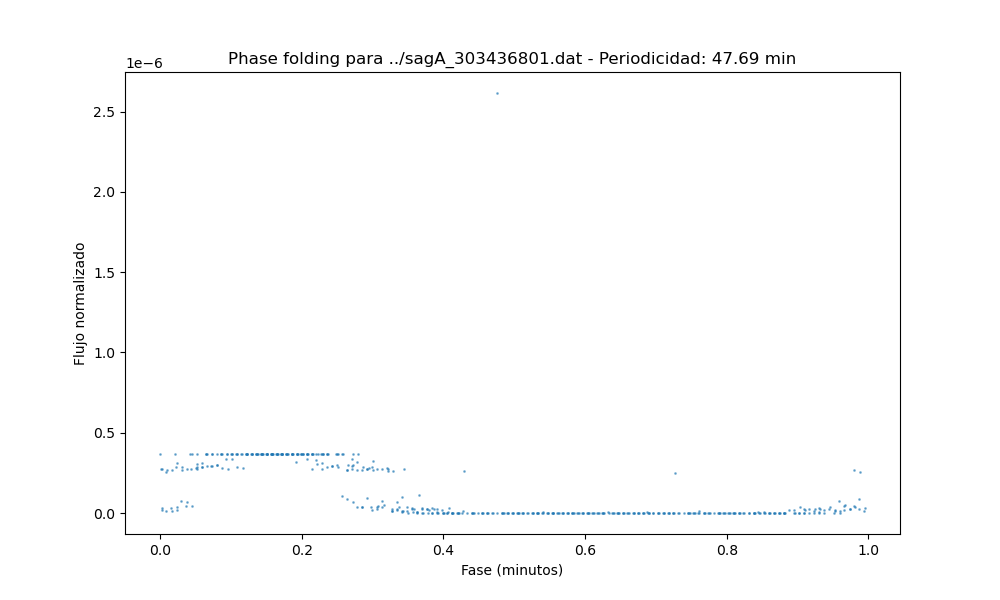 Phase folding para ../sagA_303436801.dat - Periodicidad: 47.69 min
1e−6
2.5
2.0
1.5
1.0
0.5
0.0
Flujo normalizado
0.0 0.2 0.4 0.6 0.8 1.0
Fase (minutos)